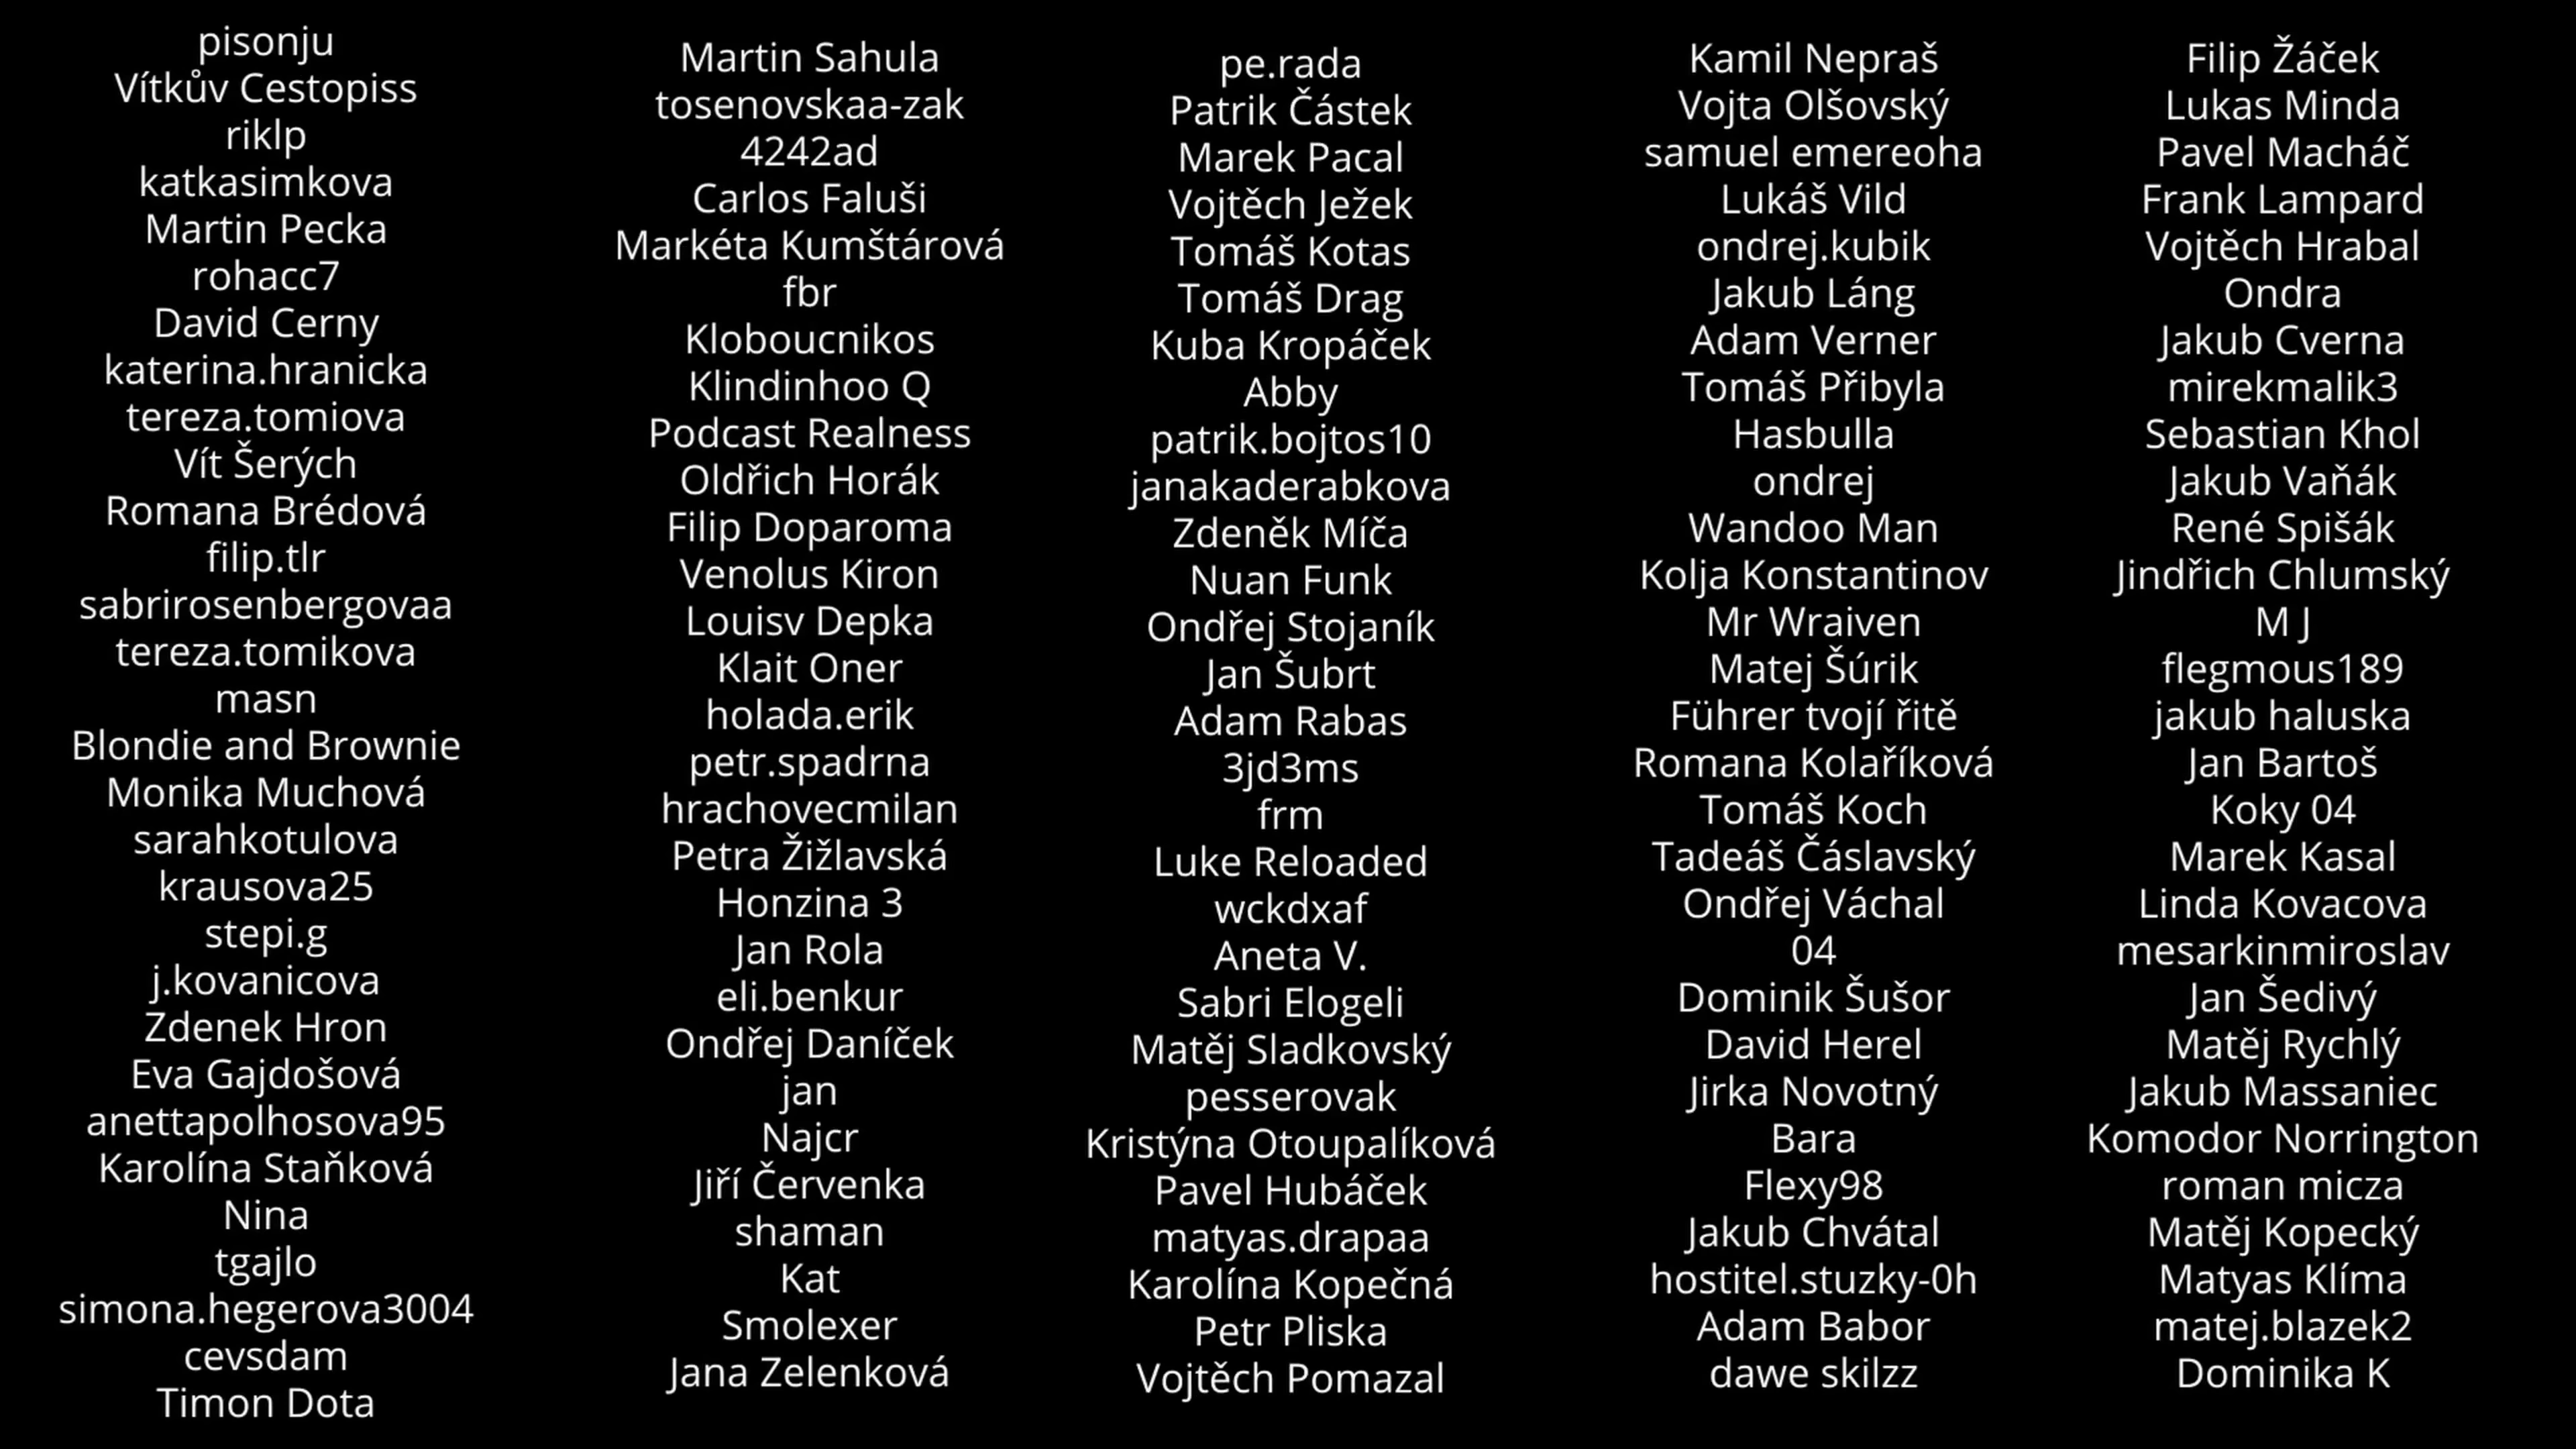 pisonju
Vítkův Cestopiss
riklp
katkasimkova
Martin Pecka
rohacc7
David Cerny
katerina.hranicka
tereza.tomiova
Vít Šerých
Romana Brédová
filip.tlr
sabrirosenbergovaa
tereza.tomikova
masn
Blondie and Brownie
Monika Muchová
sarahkotulova
krausova25
stepi.g
j.kovanicova
Zdenek Hron
Eva Gajdošová
anettapolhosova95
Karolína Staňková
Nina
tgajlo
simona.hegerova3004
cevsdam
Timon Dota
Martin Sahula
tosenovskaa-zak
4242ad
Carlos Faluši
Markéta Kumštárová
fbr
Kloboucnikos
Klindinhoo Q
Podcast Realness
Oldřich Horák
Filip Doparoma
Venolus Kiron
Louisv Depka
Klait Oner
holada.erik
petr.spadrna
hrachovecmilan
Petra Žižlavská
Honzina 3
Jan Rola
eli.benkur
Ondřej Daníček
jan
Najcr
Jiří Červenka
shaman
Kat
Smolexer
Jana Zelenková
pe.rada
Patrik Částek
Marek Pacal
Vojtěch Ježek
Tomáš Kotas
Tomáš Drag
Kuba Kropáček
Abby
patrik.bojtos10
janakaderabkova
Zdeněk Míča
Nuan Funk
Ondřej Stojaník
Jan Šubrt
Adam Rabas
3jd3ms
frm
Luke Reloaded
wckdxaf
Aneta V.
Sabri Elogeli
Matěj Sladkovský
pesserovak
Kristýna Otoupalíková
Pavel Hubáček
matyas.drapaa
Karolína Kopečná
Petr Pliska
Vojtěch Pomazal
Kamil Nepraš
Vojta Olšovský
samuel emereoha
Lukáš Vild
ondrej.kubik
Jakub Láng
Adam Verner
Tomáš Přibyla
Hasbulla
ondrej
Wandoo Man
Kolja Konstantinov
Mr Wraiven
Matej Šúrik
Führer tvojí řitě
Romana Kolaříková
Tomáš Koch
Tadeáš Čáslavský
Ondřej Váchal
04
Dominik Šušor
David Herel
Jirka Novotný
Bara
Flexy98
Jakub Chvátal
hostitel.stuzky-0h
Adam Babor
dawe skilzz
Filip Žáček
Lukas Minda
Pavel Macháč
Frank Lampard
Vojtěch Hrabal
Ondra
Jakub Cverna
mirekmalik3
Sebastian Khol
Jakub Vaňák
René Spišák
Jindřich Chlumský
M J
flegmous189
jakub haluska
Jan Bartoš
Koky 04
Marek Kasal
Linda Kovacova
mesarkinmiroslav
Jan Šedivý
Matěj Rychlý
Jakub Massaniec
Komodor Norrington
roman micza
Matěj Kopecký
Matyas Klíma
matej.blazek2
Dominika K